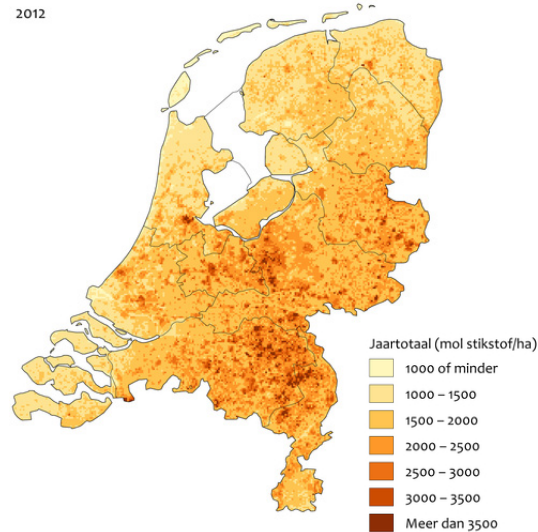 2012
Jaartotaal (mol stikstof/ha)
1000 of minder
1000 – 1500
1500 – 2000
2000 – 2500
2500 – 3000
3000 – 3500
Meer dan 3500